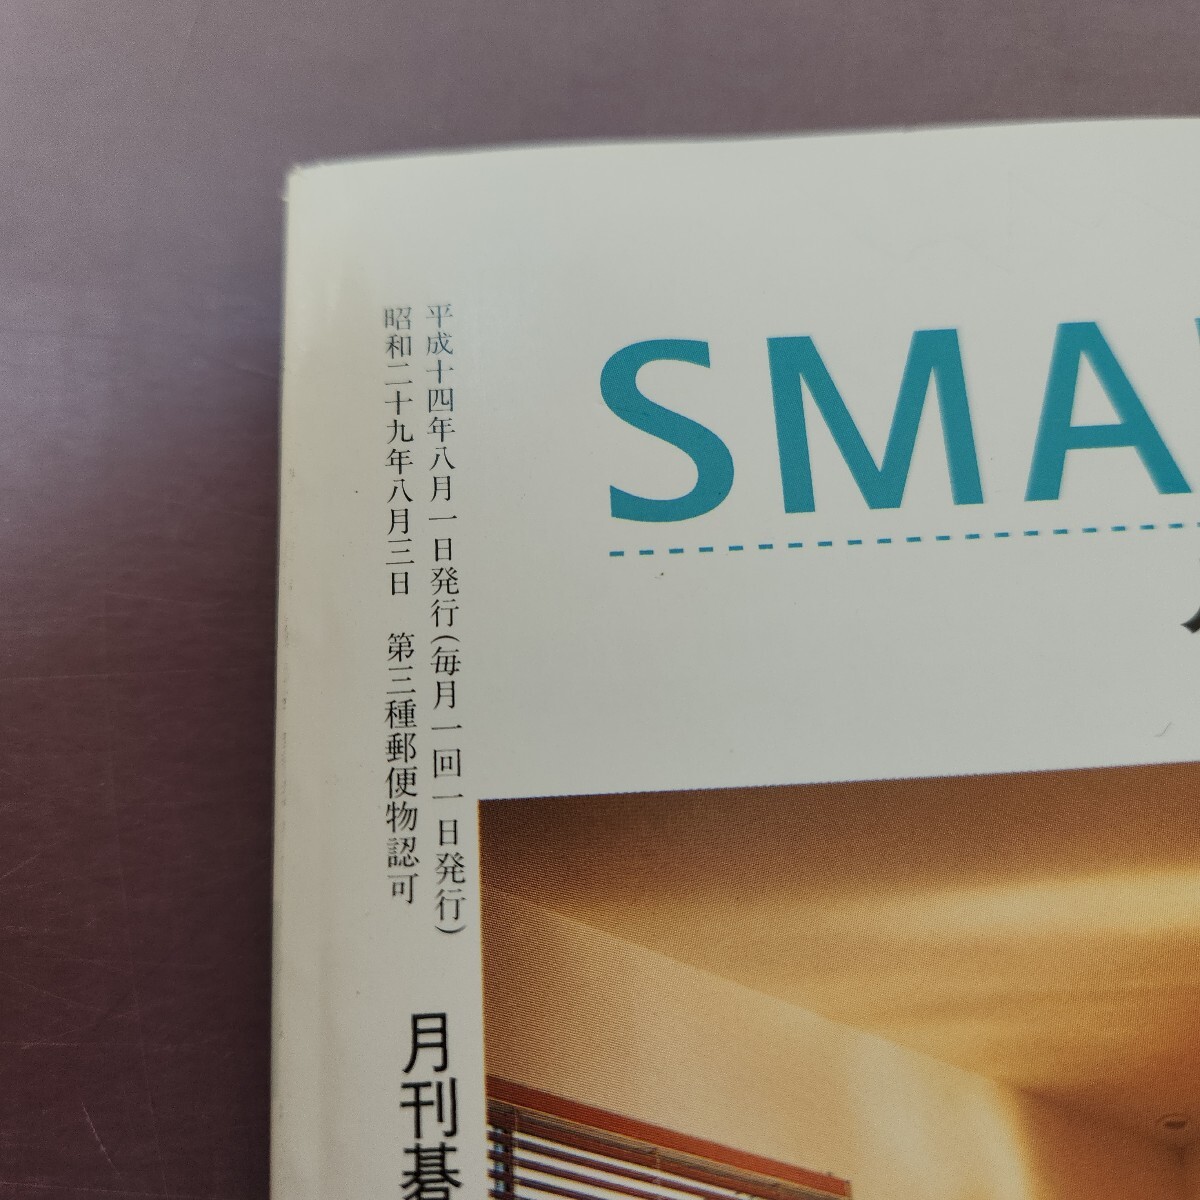 平成十四年八月一日発行(毎月一回一日発行)
昭和二十九年八月三日 第三種郵便物認可
月刊碁
SMA